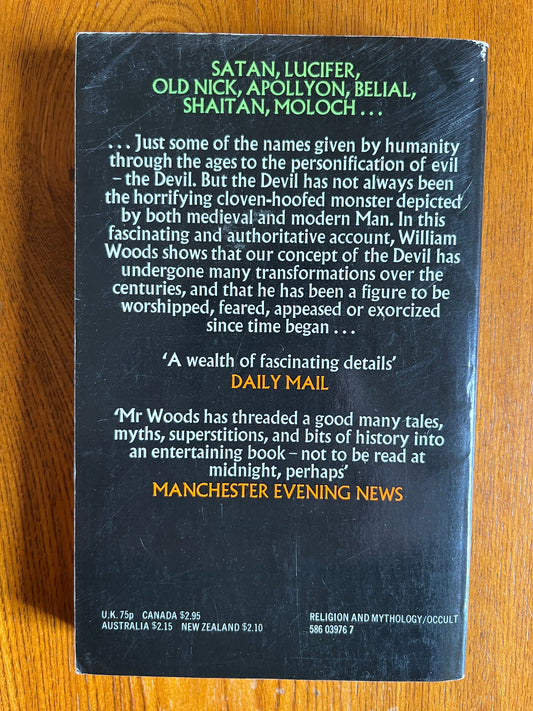 SATAN, LUCIFER,
OLD NICK, APOLLYON, BELIAL,
SHAITAN, MOLOCH . . .
. . . Just some of the names given by humanity
through the ages to the personification of evil
– the Devil. But the Devil has not always been
the horrifying cloven-hoofed monster depicted
by both medieval and modern Man. In this
fascinating and authoritative account, William
Woods shows that our concept of the Devil has
undergone many transformations over the
centuries, and that he has been a figure to be
worshipped, feared, appeased or exorcized
since time began . . .
‘A wealth of fascinating details’
DAILY MAIL
‘Mr Woods has threaded a good many tales,
myths, superstitions, and bits of history into
an entertaining book – not to be read at
midnight, perhaps’
MANCHESTER EVENING NEWS
U.K. 75p CANADA $2.95
AUSTRALIA $2.15 NEW ZEALAND $2.10
RELIGION AND MYTHOLOGY/OCCULT
586 03976 7